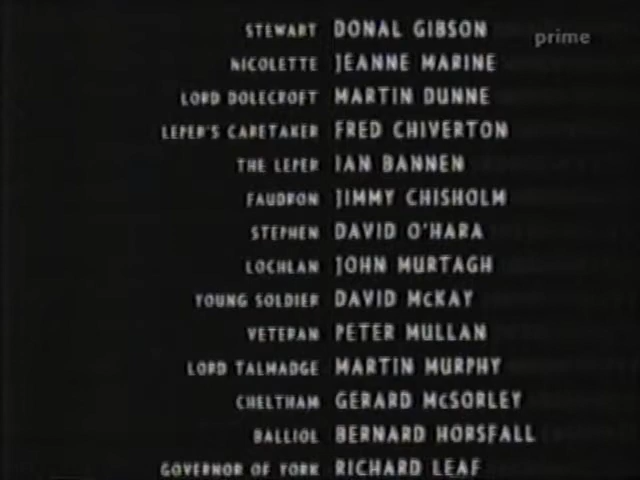 STEWART DONAL GIBSON
prime
NICOLETTE JEANNE MARINE
LORD DOLECROFT MARTIN DUNNE
LEPER'S CARETAKER FRED CHIVERTON
THE LEPER IAN BANNEN
FAUDRON JIMMY CHISHOLM
STEPHEN DAVID O'HARA
LOCHLAN JOHN MURTAGH
YOUNG SOLDIER DAVID McKAY
VETERAN PETER MULLAN
LORD TALMADGE MARTIN MURPHY
CHELTHAM GERARD McSORLEY
BALLIOL BERNARD HORSFALL
GOVERNOR OF YORK RICHARD LEAF